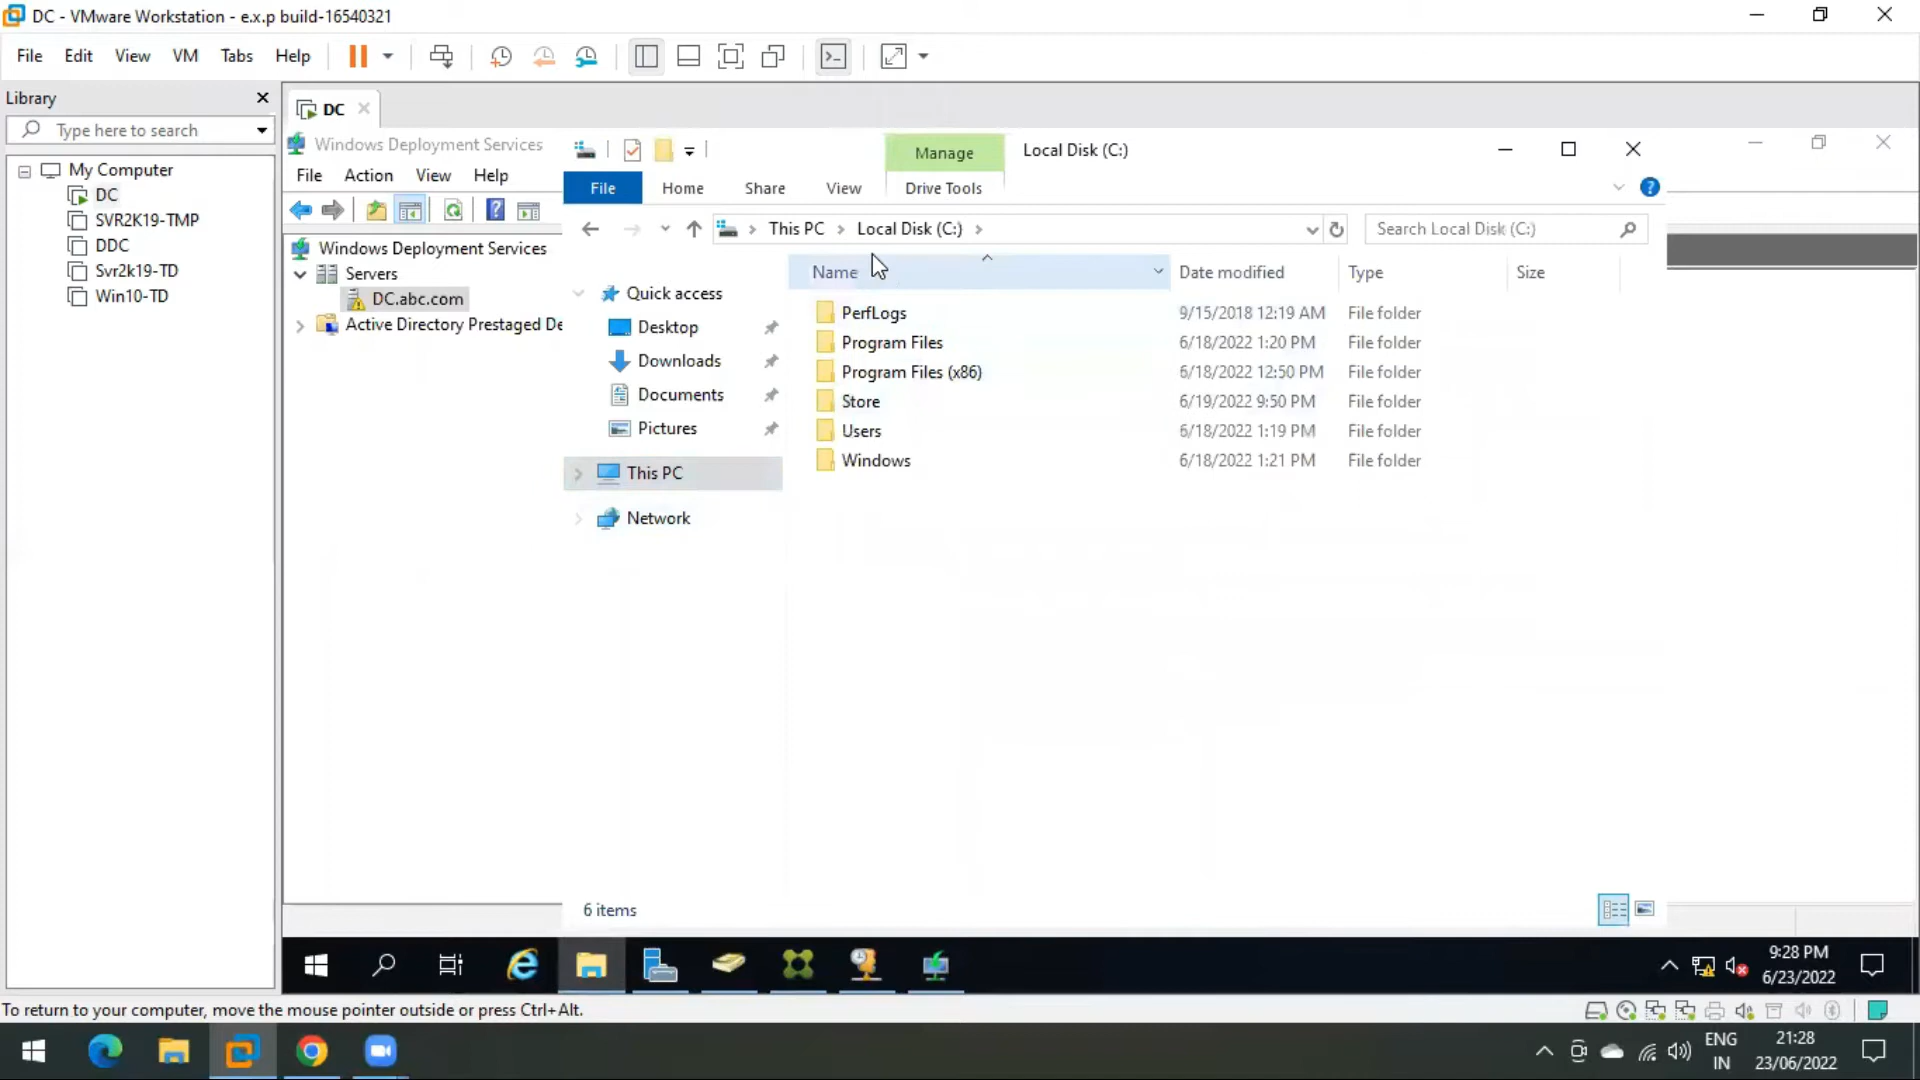 DC - VMware Workstation - e.x.p build-16540321
File Edit View VM Tabs Help
Library
Type here to search
My Computer
DC
SVR2K19-TMP
DDC
Svr2k19-TD
Win10-TD
DC
Windows Deployment Services
File Action View Help
Windows Deployment Services
Servers
DC.abc.com
Active Directory Prestaged De
Manage
Local Disk (C:)
File Home Share View Drive Tools
This PC Local Disk (C:)
Search Local Disk (C:)
Quick access
Desktop
Downloads
Documents
Pictures
This PC
Network
Name Date modified Type Size
PerfLogs 9/15/2018 12:19 AM File folder
Program Files 6/18/2022 1:20 PM File folder
Program Files (x86) 6/18/2022 12:50 PM File folder
Store 6/19/2022 9:50 PM File folder
Users 6/18/2022 1:19 PM File folder
Windows 6/18/2022 1:21 PM File folder
6 items
9:28 PM
6/23/2022
To return to your computer, move the mouse pointer outside or press Ctrl+Alt.
ENG
IN
21:28
23/06/2022